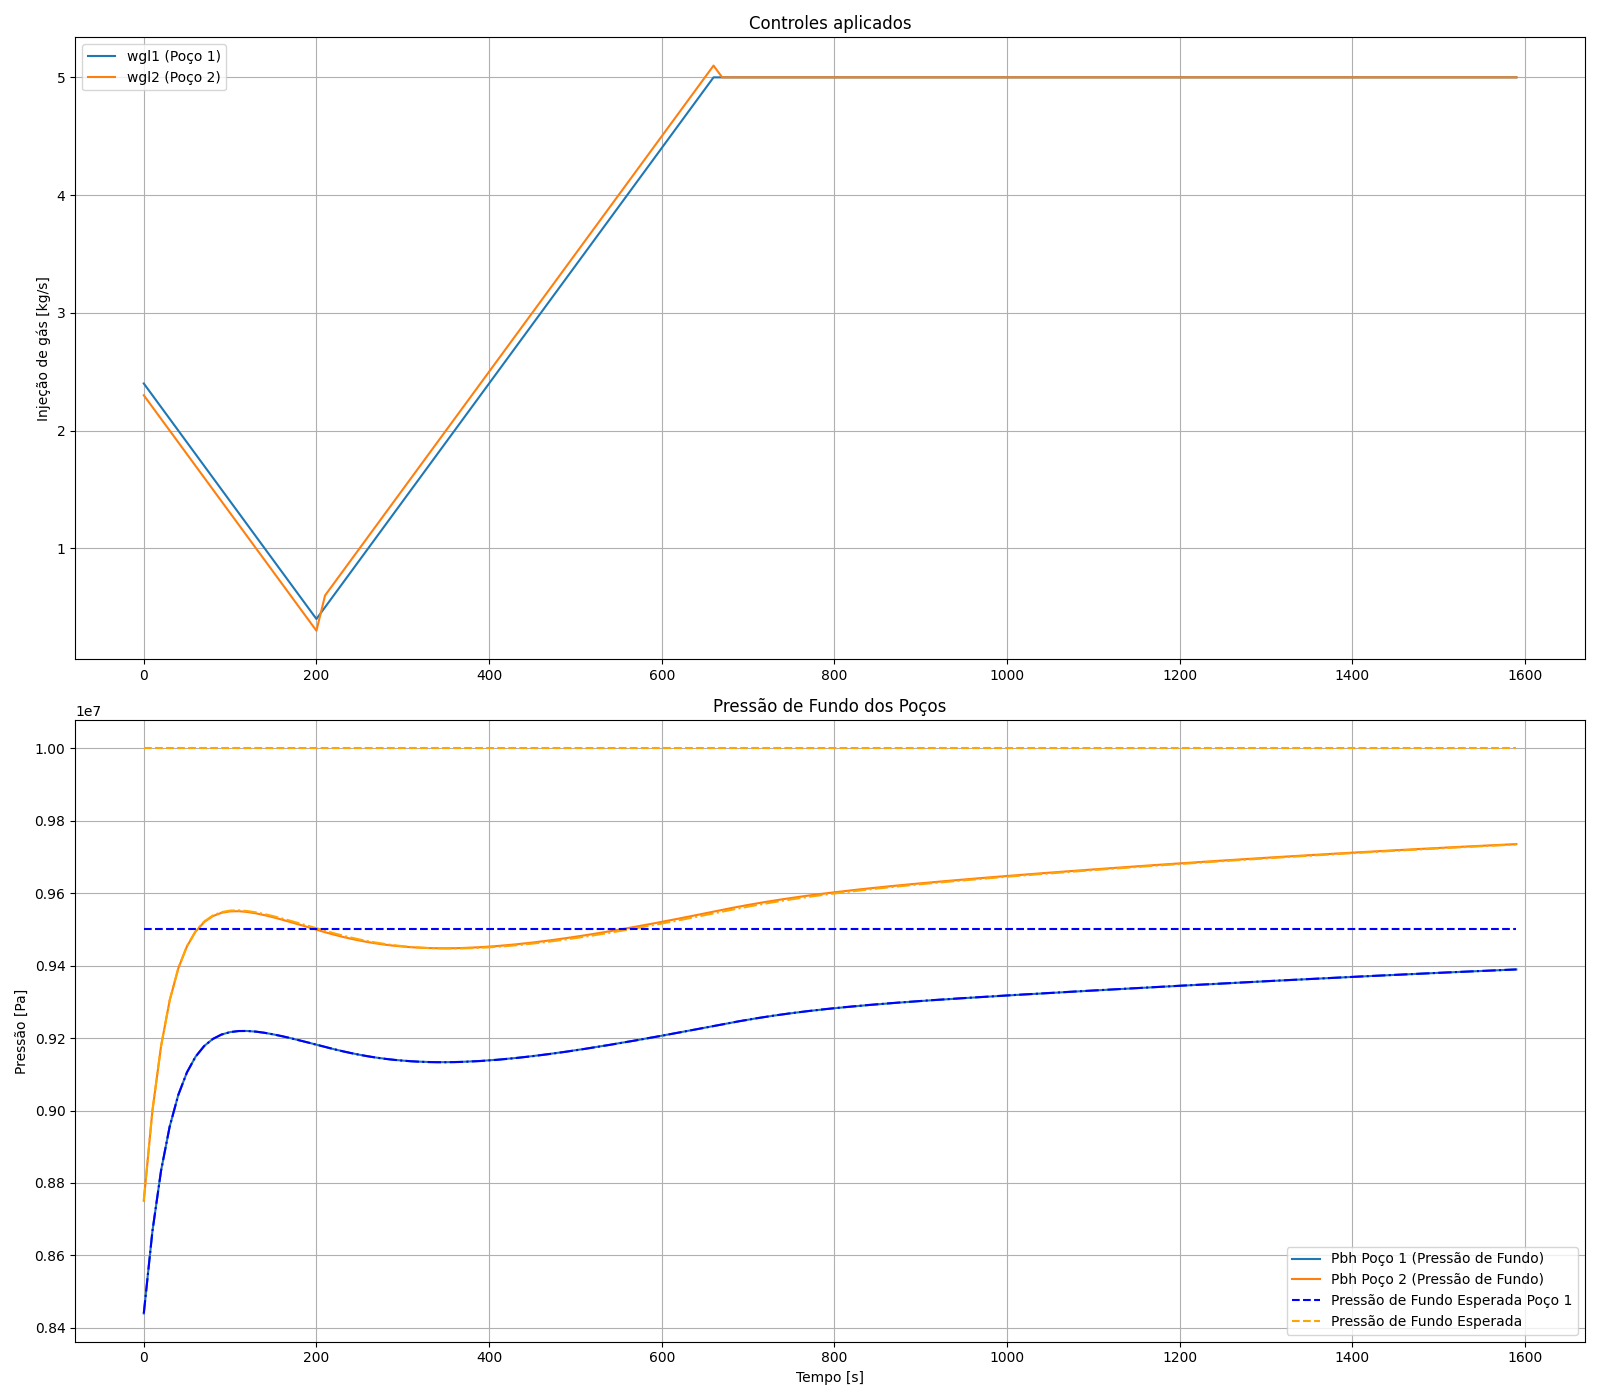 Controles aplicados
wgl1 (Poço 1)
wgl2 (Poço 2)
Injeção de gás [kg/s]
5
4
3
2
1
0 200 400 600 800 1000 1200 1400 1600
Pressão de Fundo dos Poços
1e7
Pressão [Pa]
1.00
0.98
0.96
0.94
0.92
0.90
0.88
0.86
0.84
Pbh Poço 1 (Pressão de Fundo)
Pbh Poço 2 (Pressão de Fundo)
Pressão de Fundo Esperada Poço 1
Pressão de Fundo Esperada
0 200 400 600 800 1000 1200 1400 1600
Tempo [s]